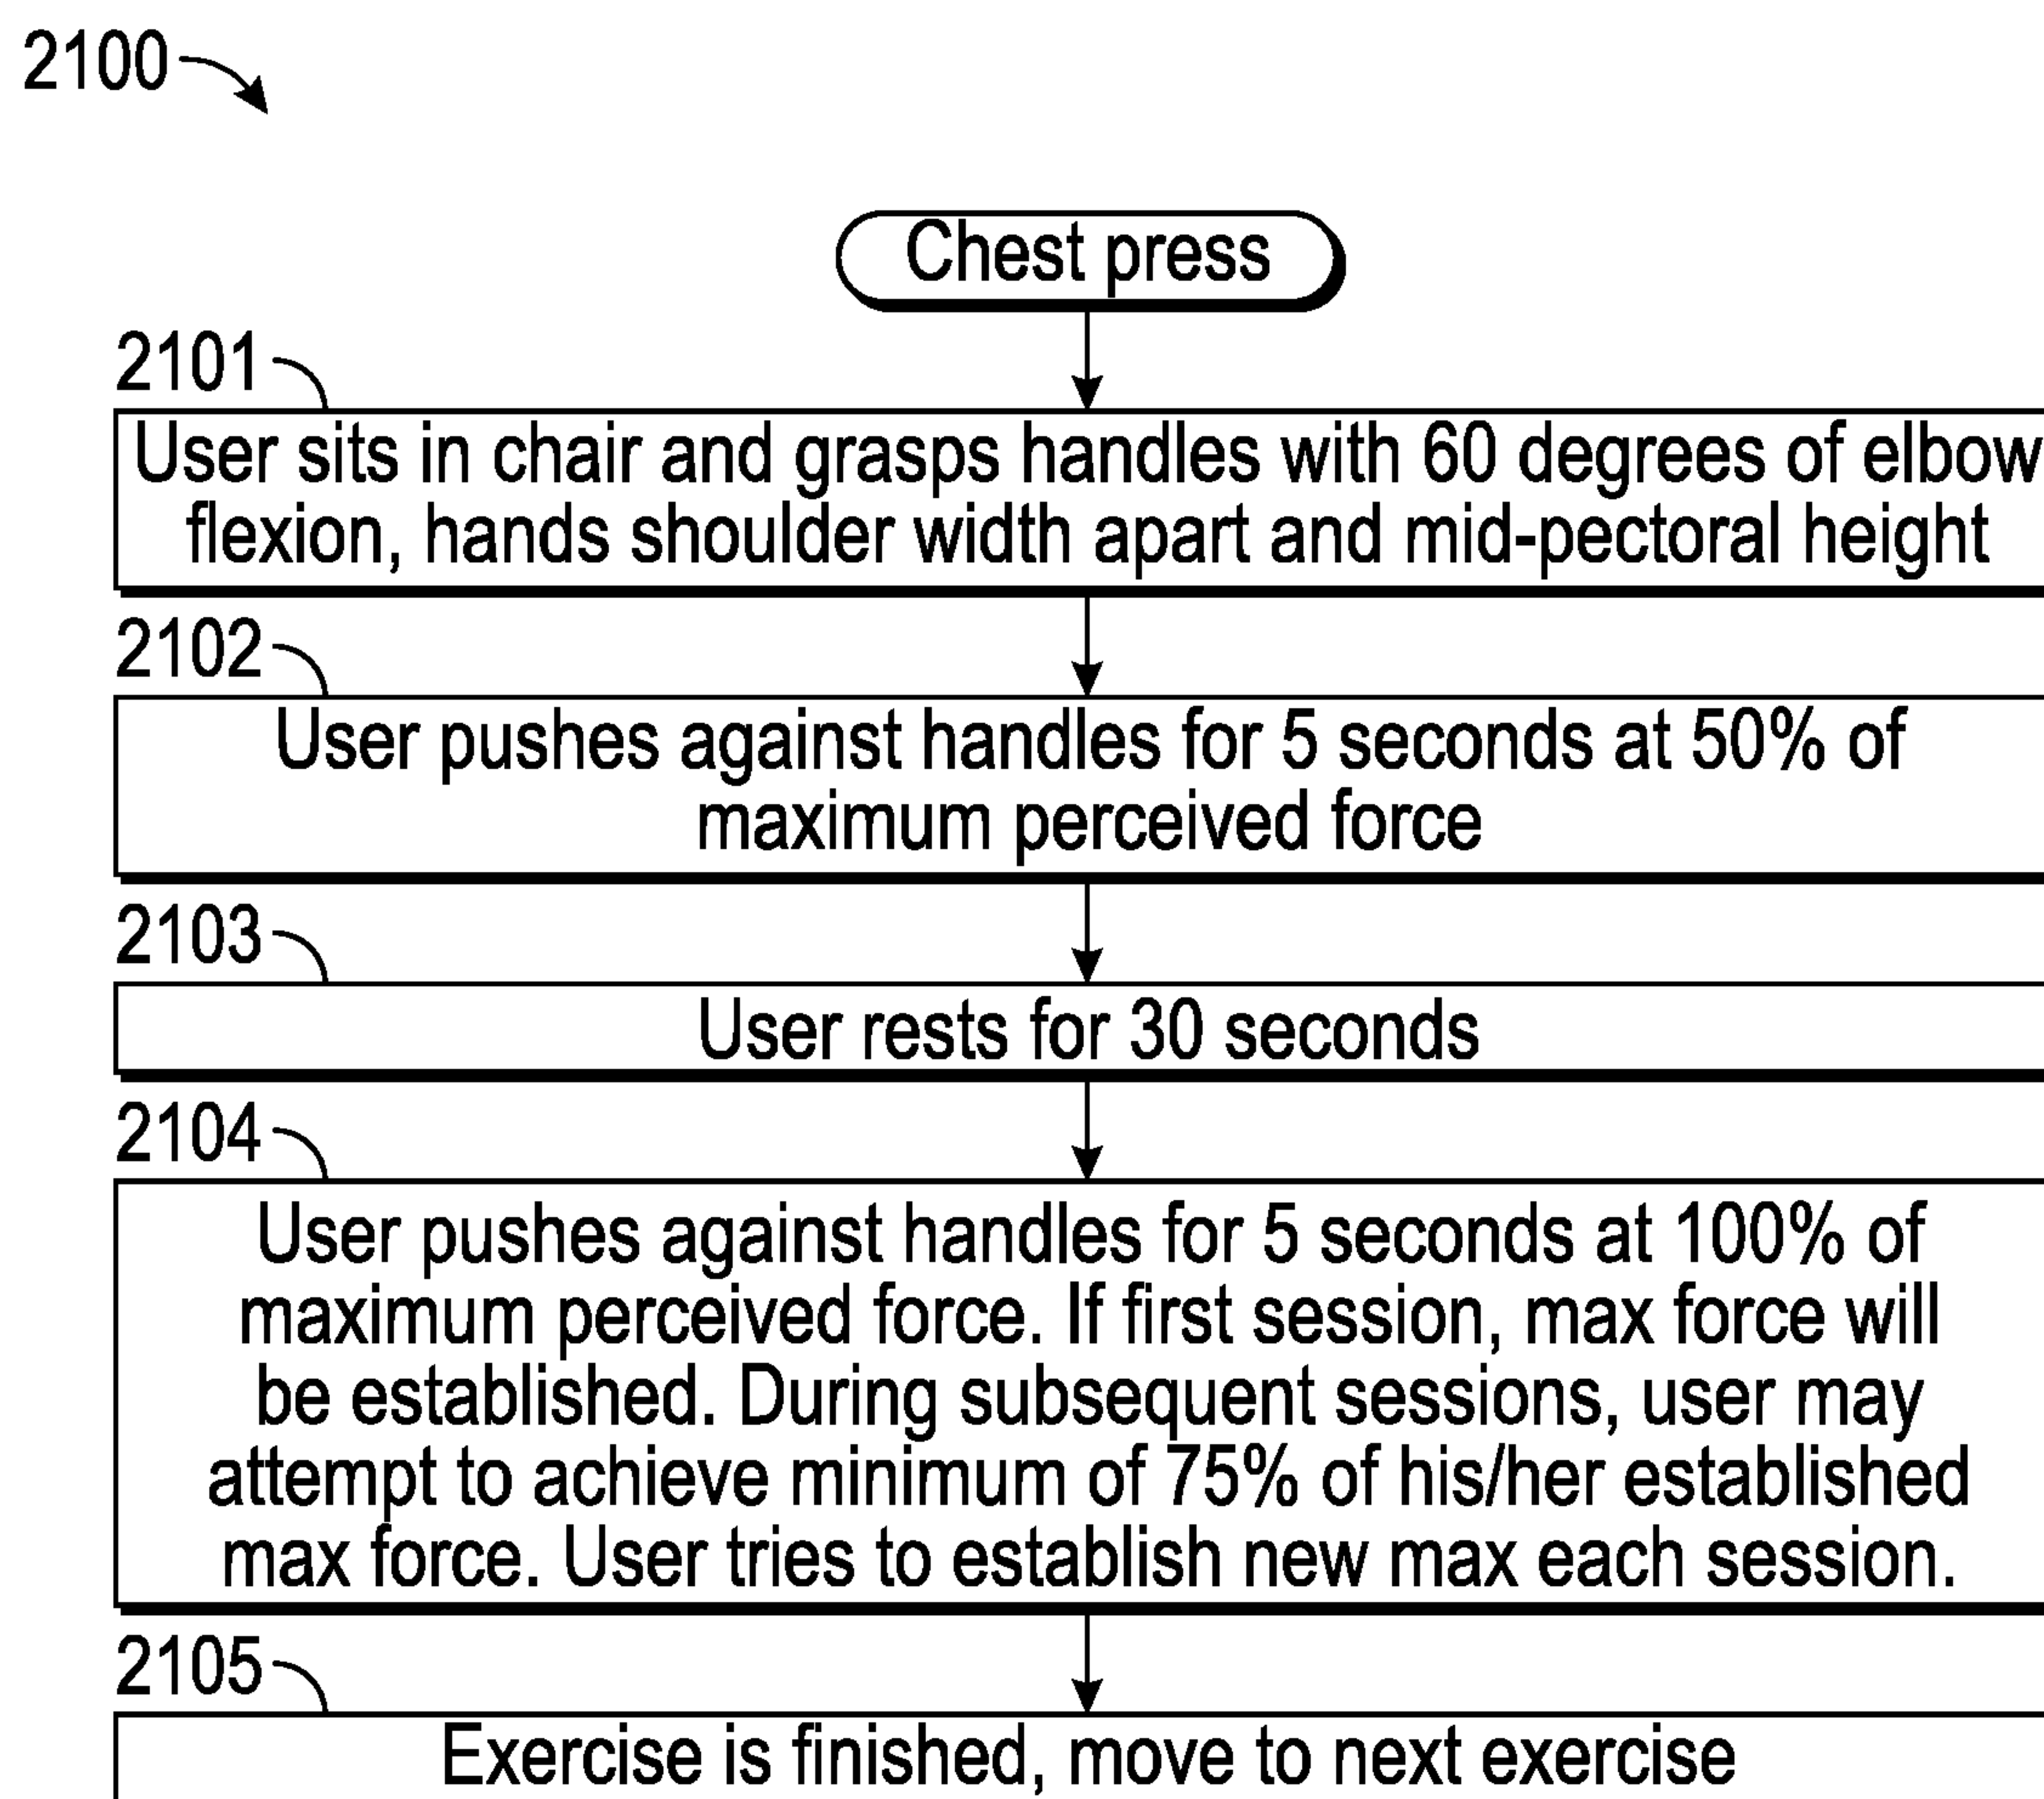 2100
Chest press
2101
User sits in chair and grasps handles with 60 degrees of elbow
flexion, hands shoulder width apart and mid-pectoral height
2102
User pushes against handles for 5 seconds at 50% of
maximum perceived force
2103
User rests for 30 seconds
2104
User pushes against handles for 5 seconds at 100% of
maximum perceived force. If first session, max force will
be established. During subsequent sessions, user may
attempt to achieve minimum of 75% of his/her established
max force. User tries to establish new max each session.
2105
Exercise is finished, move to next exercise